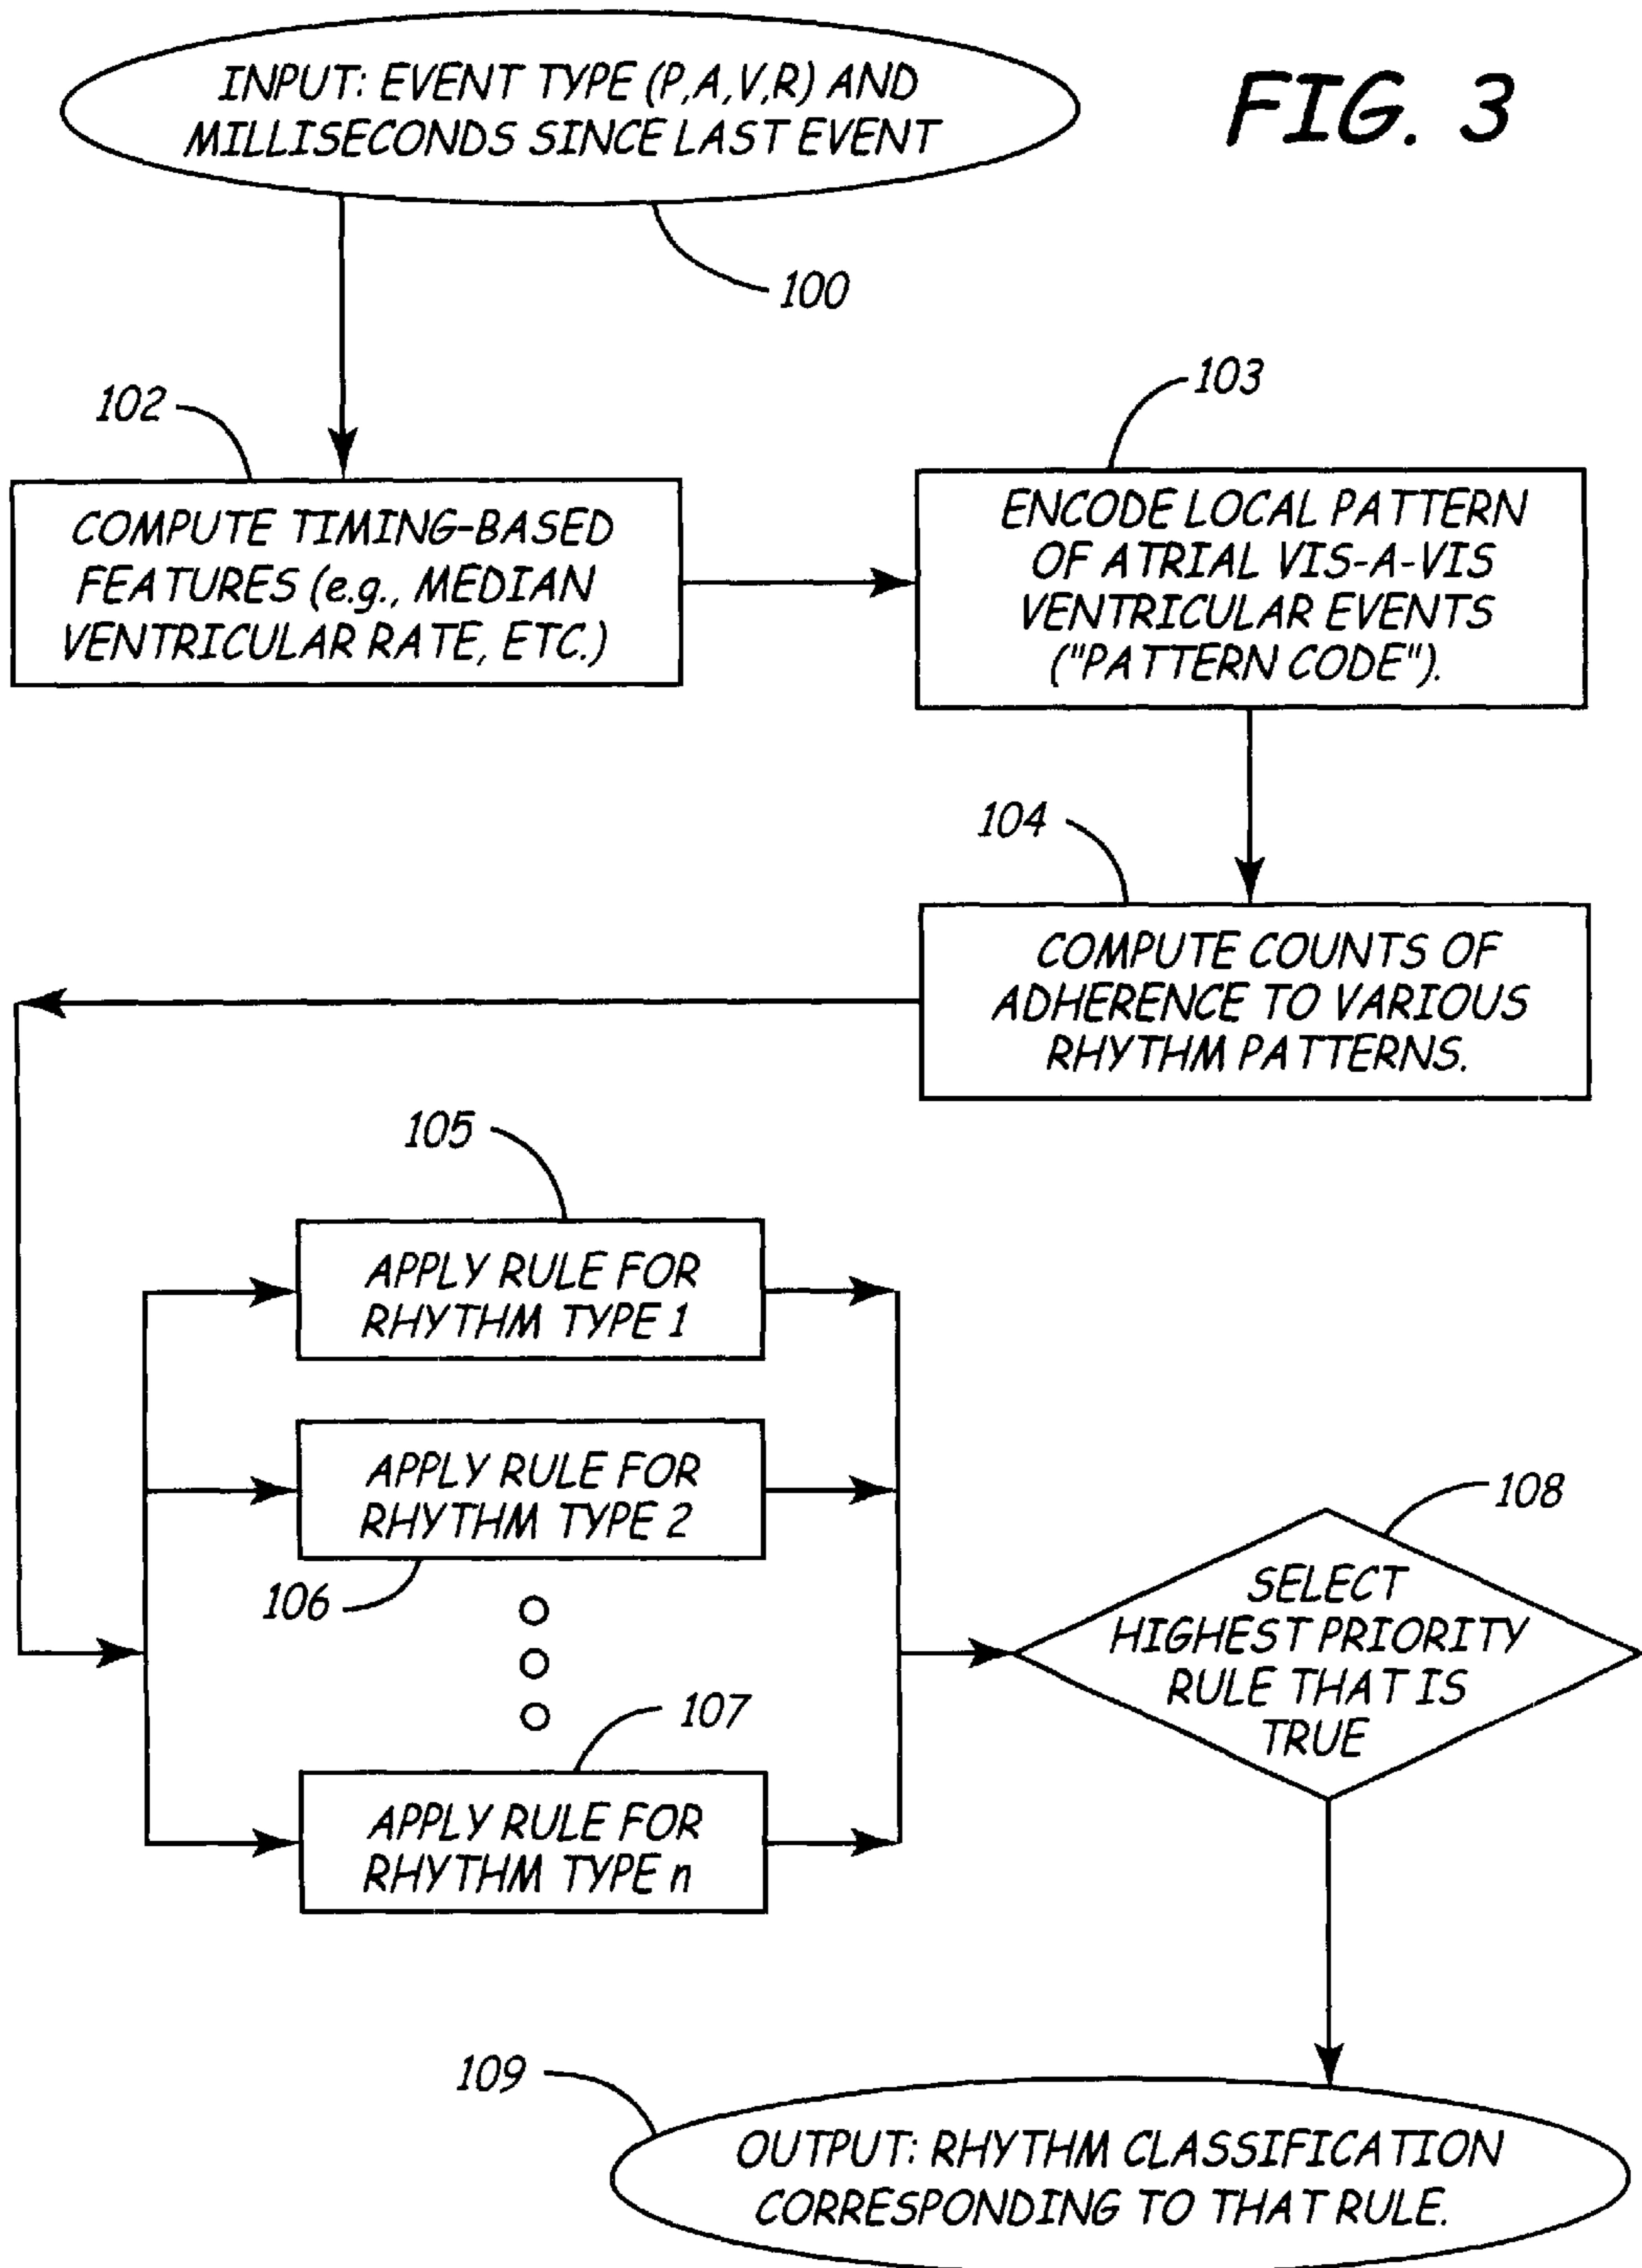 INPUT: EVENT TYPE (P,A,V,R) AND
MILLISECONDS SINCE LAST EVENT
FIG. 3
100
102
103
COMPUTE TIMING-BASED
FEATURES (e.g., MEDIAN
VENTRICULAR RATE, ETC.)
ENCODE LOCAL PATTERN
OF ATRIAL VIS-A-VIS
VENTRICULAR EVENTS
("PATTERN CODE").
104
COMPUTE COUNTS OF
ADHERENCE TO VARIOUS
RHYTHM PATTERNS.
105
APPLY RULE FOR
RHYTHM TYPE 1
APPLY RULE FOR
RHYTHM TYPE 2
106
107
APPLY RULE FOR
RHYTHM TYPE n
108
SELECT
HIGHEST PRIORITY
RULE THAT IS
TRUE
109
OUTPUT: RHYTHM CLASSIFICATION
CORRESPONDING TO THAT RULE.